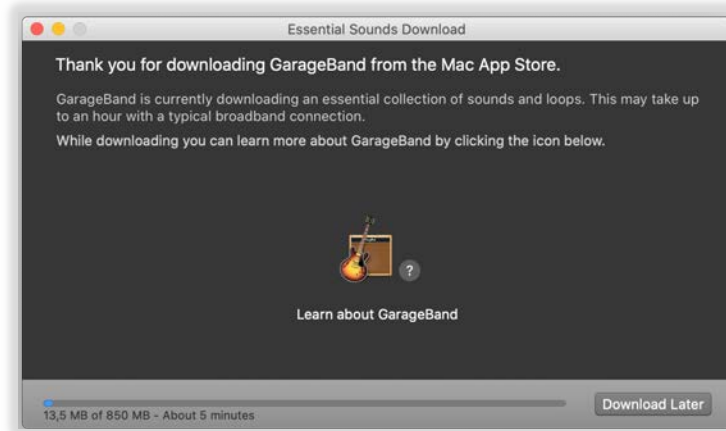 Essential Sounds Download
Thank you for downloading GarageBand from the Mac App Store.
GarageBand is currently downloading an essential collection of sounds and loops. This may take up
to an hour with a typical broadband connection.
While downloading you can learn more about GarageBand by clicking the icon below.
?
Learn about GarageBand
13,5 MB of 850 MB - About 5 minutes
Download Later